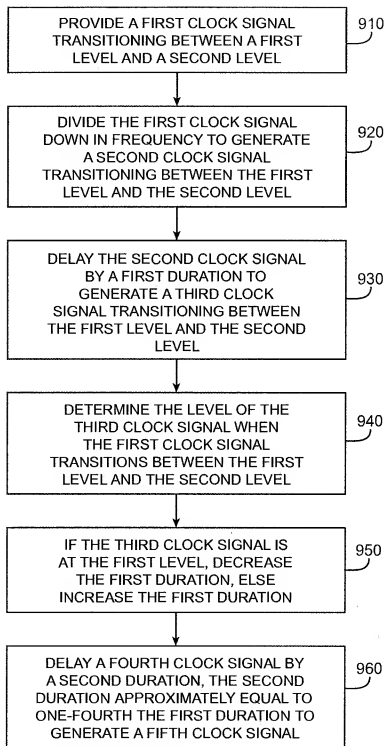 PROVIDE A FIRST CLOCK SIGNAL
TRANSITIONING BETWEEN A FIRST
LEVEL AND A SECOND LEVEL
910
DIVIDE THE FIRST CLOCK SIGNAL
DOWN IN FREQUENCY TO GENERATE
A SECOND CLOCK SIGNAL
TRANSITIONING BETWEEN THE FIRST
LEVEL AND THE SECOND LEVEL
920
DELAY THE SECOND CLOCK SIGNAL
BY A FIRST DURATION TO
GENERATE A THIRD CLOCK
SIGNAL TRANSITIONING BETWEEN
THE FIRST LEVEL AND THE SECOND
LEVEL
930
DETERMINE THE LEVEL OF THE
THIRD CLOCK SIGNAL WHEN
THE FIRST CLOCK SIGNAL
TRANSITIONS BETWEEN THE FIRST
LEVEL AND THE SECOND LEVEL
940
IF THE THIRD CLOCK SIGNAL IS
AT THE FIRST LEVEL, DECREASE
THE FIRST DURATION, ELSE
INCREASE THE FIRST DURATION
950
DELAY A FOURTH CLOCK SIGNAL BY
A SECOND DURATION, THE SECOND
DURATION APPROXIMATELY EQUAL TO
ONE-FOURTH THE FIRST DURATION TO
GENERATE A FIFTH CLOCK SIGNAL
960